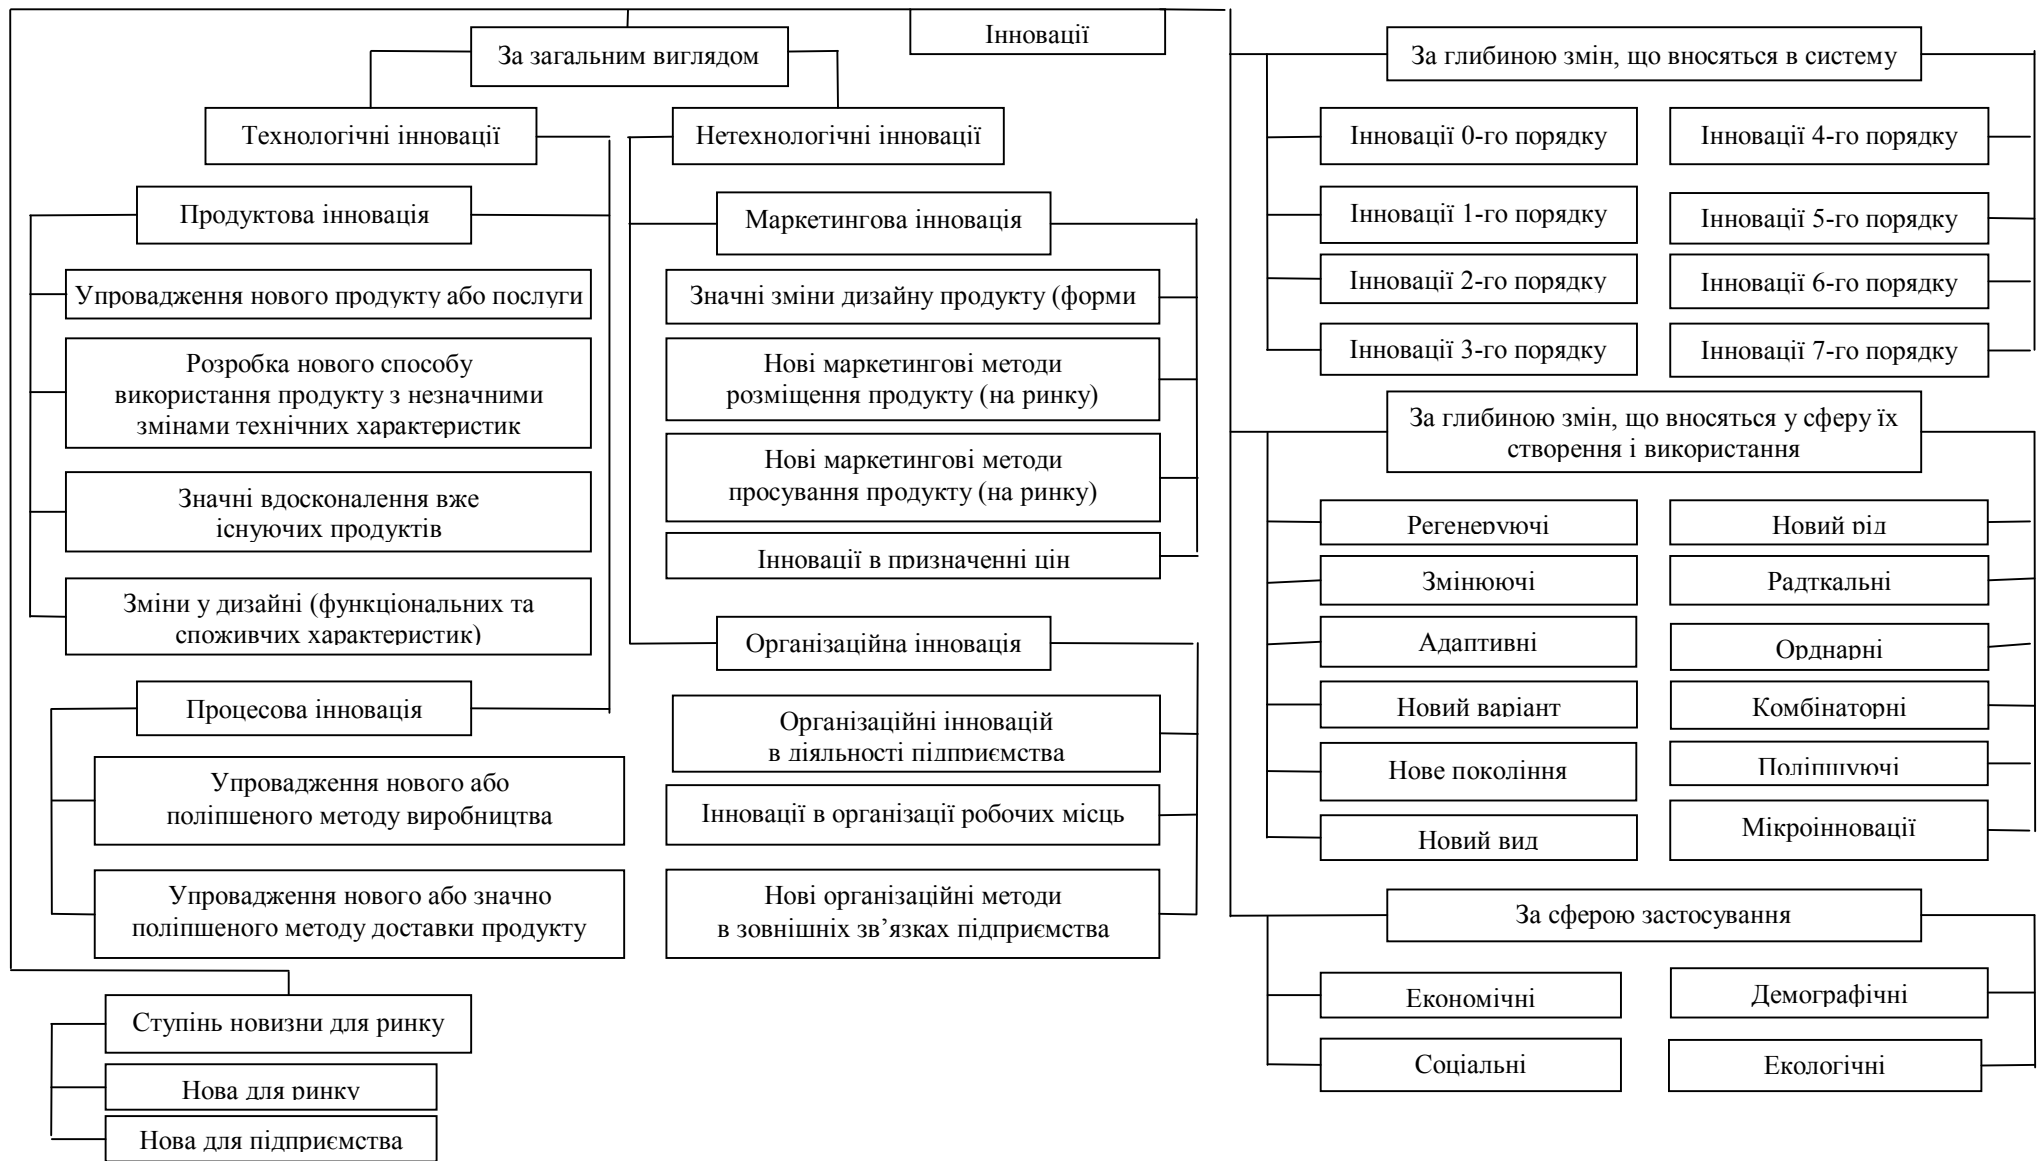 Інновації
За загальним виглядом
Технологічні інновації
Нетехнологічні інновації
Продуктова інновація
Упровадження нового продукту або послуги
Розробка нового способу
використання продукту з незначними
змінами технічних характеристик
Значні вдосконалення вже
існуючих продуктів
Зміни у дизайні (функціональних та
споживчих характеристик)
Процесова інновація
Упровадження нового або
поліпшеного методу виробництва
Упровадження нового або значно
поліпшеного методу доставки продукту
Маркетингова інновація
Значні зміни дизайну продукту (форми
Нові маркетингові методи
розміщення продукту (на ринку)
Нові маркетингові методи
просування продукту (на ринку)
Інновації в призначенні цін
Організаційна інновація
Організаційні інновацій
в діяльності підприємства
Інновації в організації робочих місць
Нові організаційні методи
в зовнішніх зв’язках підприємства
Ступінь новизни для ринку
Нова для ринку
Нова для підприємства
За глибиною змін, що вносяться в систему
Інновації 0-го порядку
Інновації 1-го порядку
Інновації 2-го порядку
Інновації 3-го порядку
Інновації 4-го порядку
Інновації 5-го порядку
Інновації 6-го порядку
Інновації 7-го порядку
За глибиною змін, що вносяться у сферу їх
створення і використання
Регенеруючі
Змінюючі
Адаптивні
Новий варіант
Нове покоління
Новий вид
Новий рід
Радткальні
Орднарні
Комбінаторні
Поліпшуючі
Мікроінновації
За сферою застосування
Економічні
Соціальні
Демографічні
Екологічні